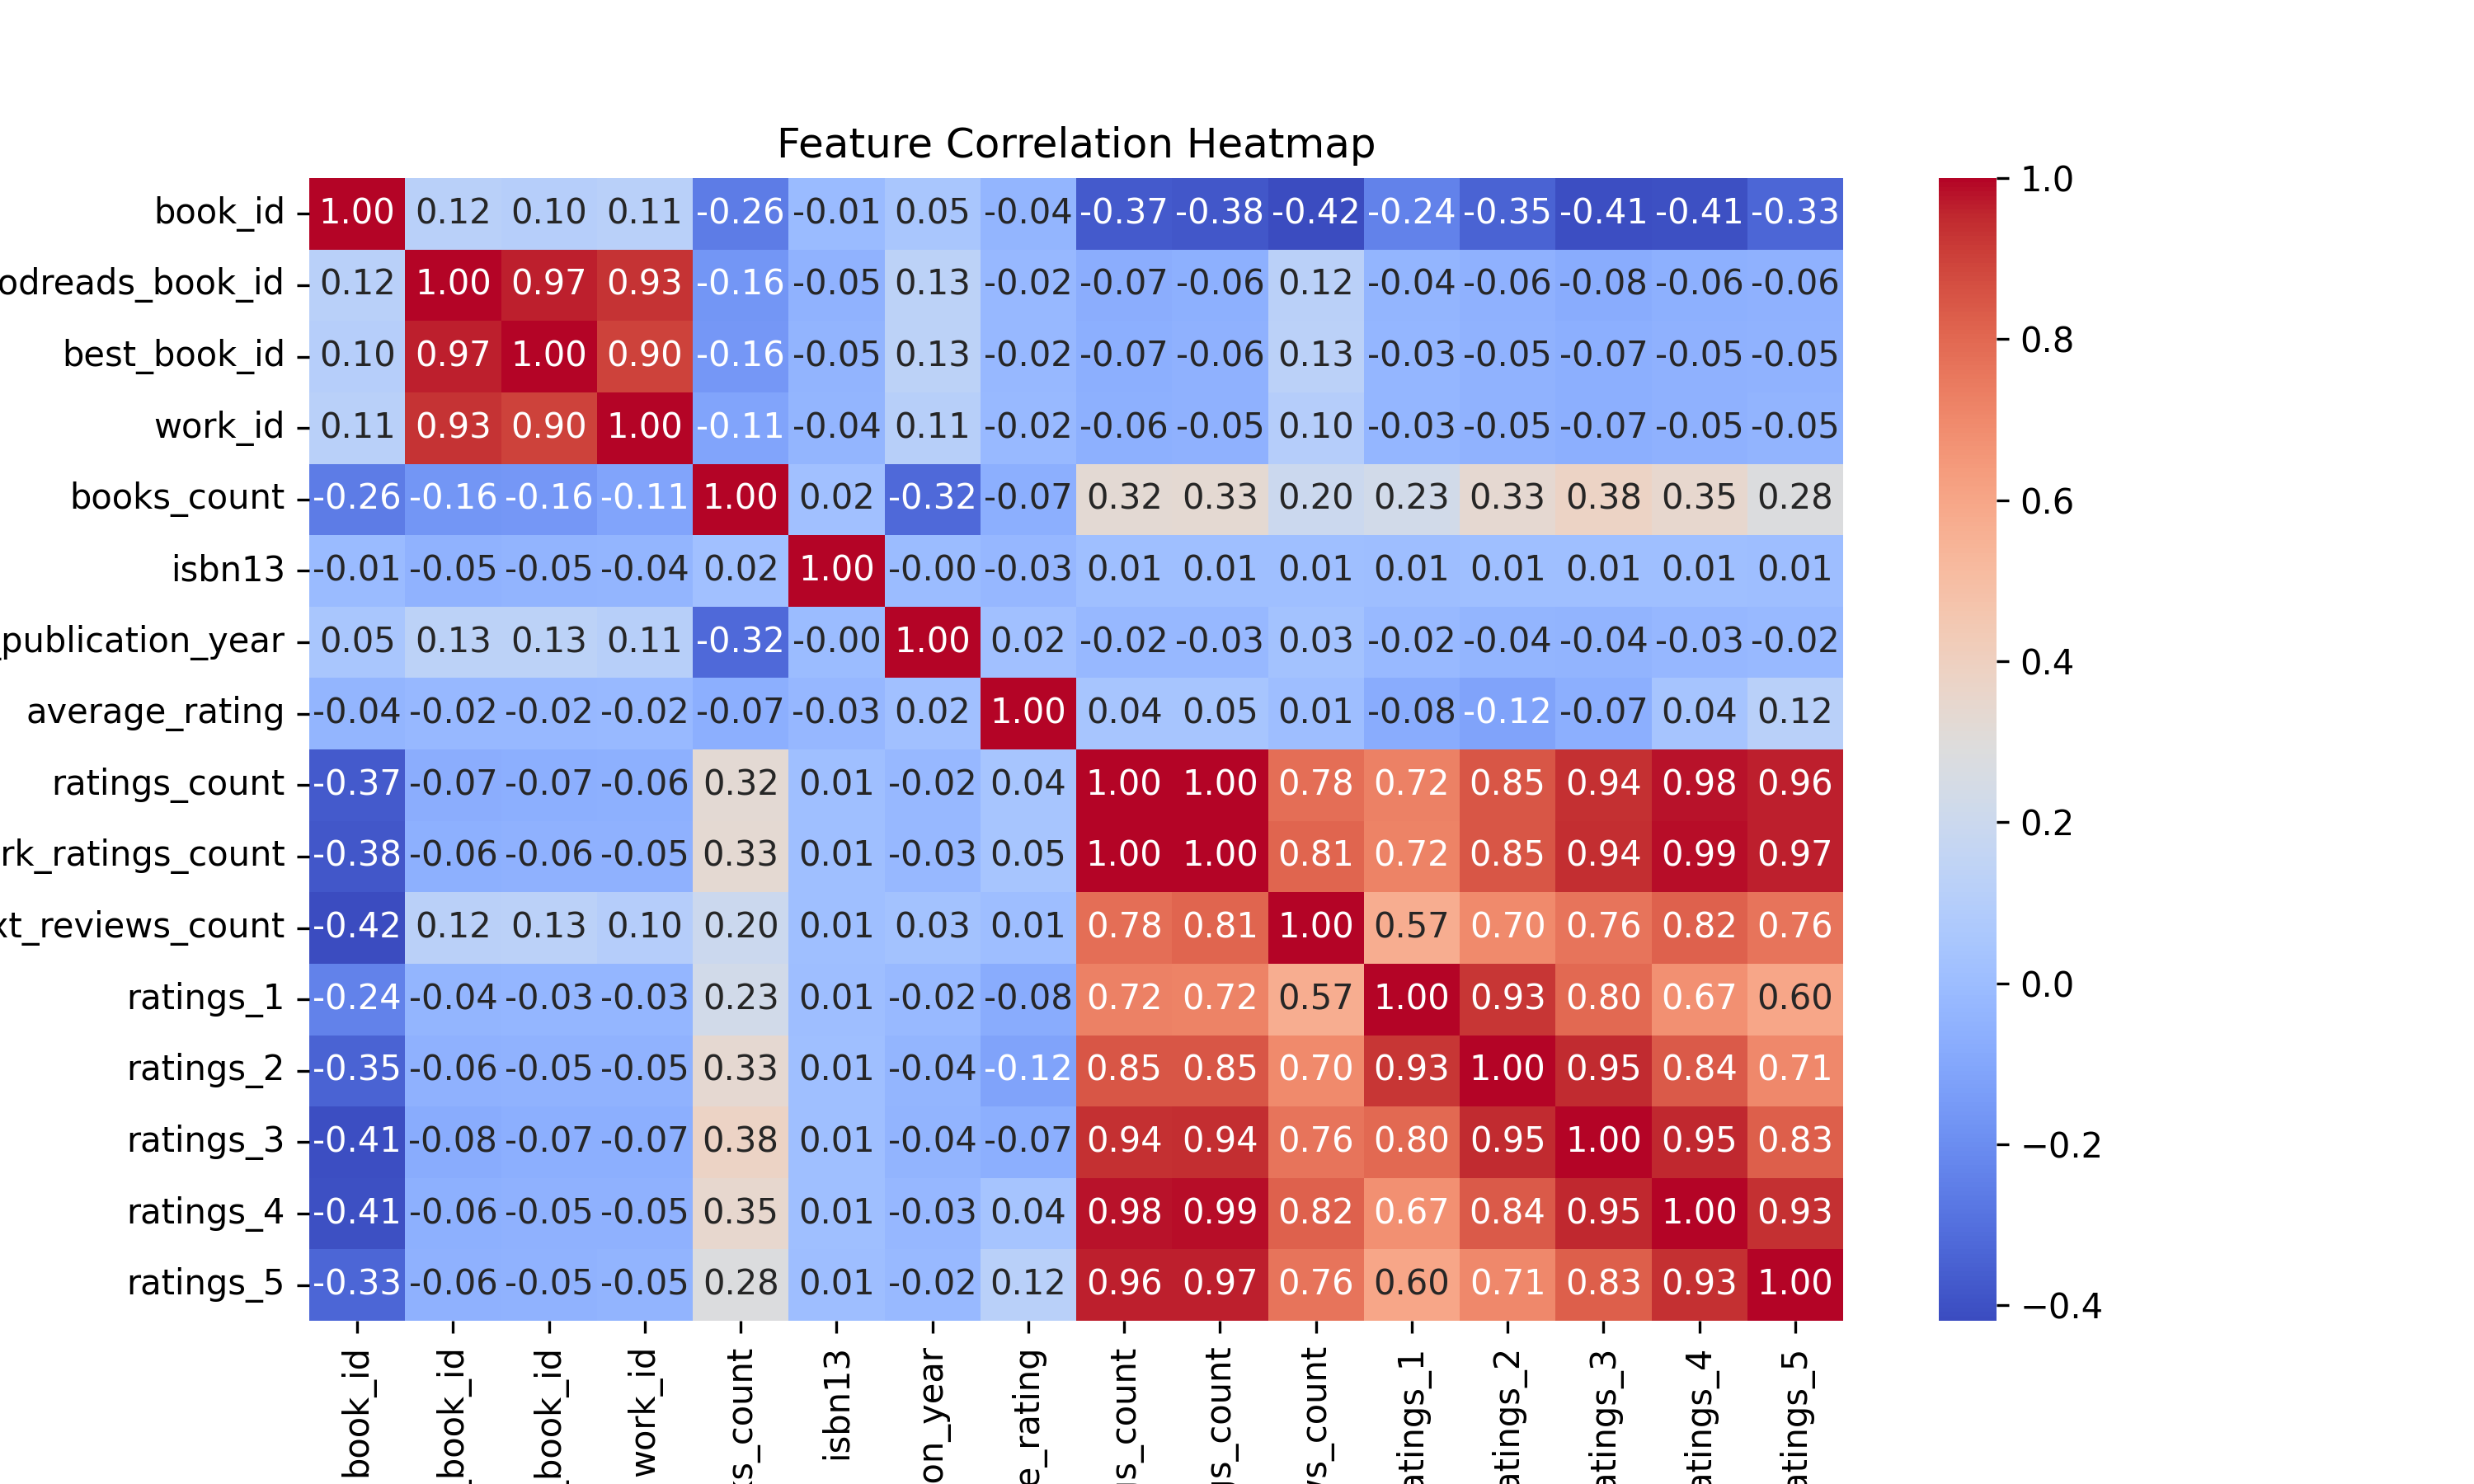 Feature Correlation Heatmap
book_id 1.00 0.12 0.10 0.11 -0.26 -0.01 0.05 -0.04 -0.37 -0.38 -0.42 -0.24 -0.35 -0.41 -0.41 -0.33
odreads_book_id 0.12 1.00 0.97 0.93 -0.16 -0.05 0.13 -0.02 -0.07 -0.06 0.12 -0.04 -0.06 -0.08 -0.06 -0.06
best_book_id 0.10 0.97 1.00 0.90 -0.16 -0.05 0.13 -0.02 -0.07 -0.06 0.13 -0.03 -0.05 -0.07 -0.05 -0.05
work_id 0.11 0.93 0.90 1.00 -0.11 -0.04 0.11 -0.02 -0.06 -0.05 0.10 -0.03 -0.05 -0.07 -0.05 -0.05
books_count -0.26 -0.16 -0.16 -0.11 1.00 0.02 -0.32 -0.07 0.32 0.33 0.20 0.23 0.33 0.38 0.35 0.28
isbn13 -0.01 -0.05 -0.05 -0.04 0.02 1.00 -0.00 -0.03 0.01 0.01 0.01 0.01 0.01 0.01 0.01 0.01
_publication_year 0.05 0.13 0.13 0.11 -0.32 -0.00 1.00 0.02 -0.02 -0.03 0.03 -0.02 -0.04 -0.04 -0.03 -0.02
average_rating -0.04 -0.02 -0.02 -0.02 -0.07 -0.03 0.02 1.00 0.04 0.05 0.01 -0.08 -0.12 -0.07 0.04 0.12
ratings_count -0.37 -0.07 -0.07 -0.06 0.32 0.01 -0.02 0.04 1.00 1.00 0.78 0.72 0.85 0.94 0.98 0.96
rk_ratings_count -0.38 -0.06 -0.06 -0.05 0.33 0.01 -0.03 0.05 1.00 1.00 0.81 0.72 0.85 0.94 0.99 0.97
xt_reviews_count -0.42 0.12 0.13 0.10 0.20 0.01 0.03 0.01 0.78 0.81 1.00 0.57 0.70 0.76 0.82 0.76
ratings_1 -0.24 -0.04 -0.03 -0.03 0.23 0.01 -0.02 -0.08 0.72 0.72 0.57 1.00 0.93 0.80 0.67 0.60
ratings_2 -0.35 -0.06 -0.05 -0.05 0.33 0.01 -0.04 -0.12 0.85 0.85 0.70 0.93 1.00 0.95 0.84 0.71
ratings_3 -0.41 -0.08 -0.07 -0.07 0.38 0.01 -0.04 -0.07 0.94 0.94 0.76 0.80 0.95 1.00 0.95 0.83
ratings_4 -0.41 -0.06 -0.05 -0.05 0.35 0.01 -0.03 0.04 0.98 0.99 0.82 0.67 0.84 0.95 1.00 0.93
ratings_5 -0.33 -0.06 -0.05 -0.05 0.28 0.01 -0.02 0.12 0.96 0.97 0.76 0.60 0.71 0.83 0.93 1.00
book_id
_book_id
_book_id
work_id
ks_count
isbn13
on_year
e_rating
gs_count
gs_count
ws_count
atings_1
atings_2
atings_3
atings_4
atings_5
1.0
0.8
0.6
0.4
0.2
0.0
−0.2
−0.4